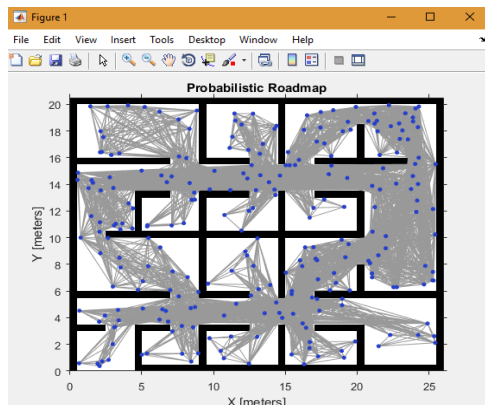 Figure 1
File Edit View Insert Tools Desktop Window Help
Probabilistic Roadmap
20
18
16
14
12
10
8
6
4
2
0
Y [meters]
0 5 10 15 20 25
X [meters]